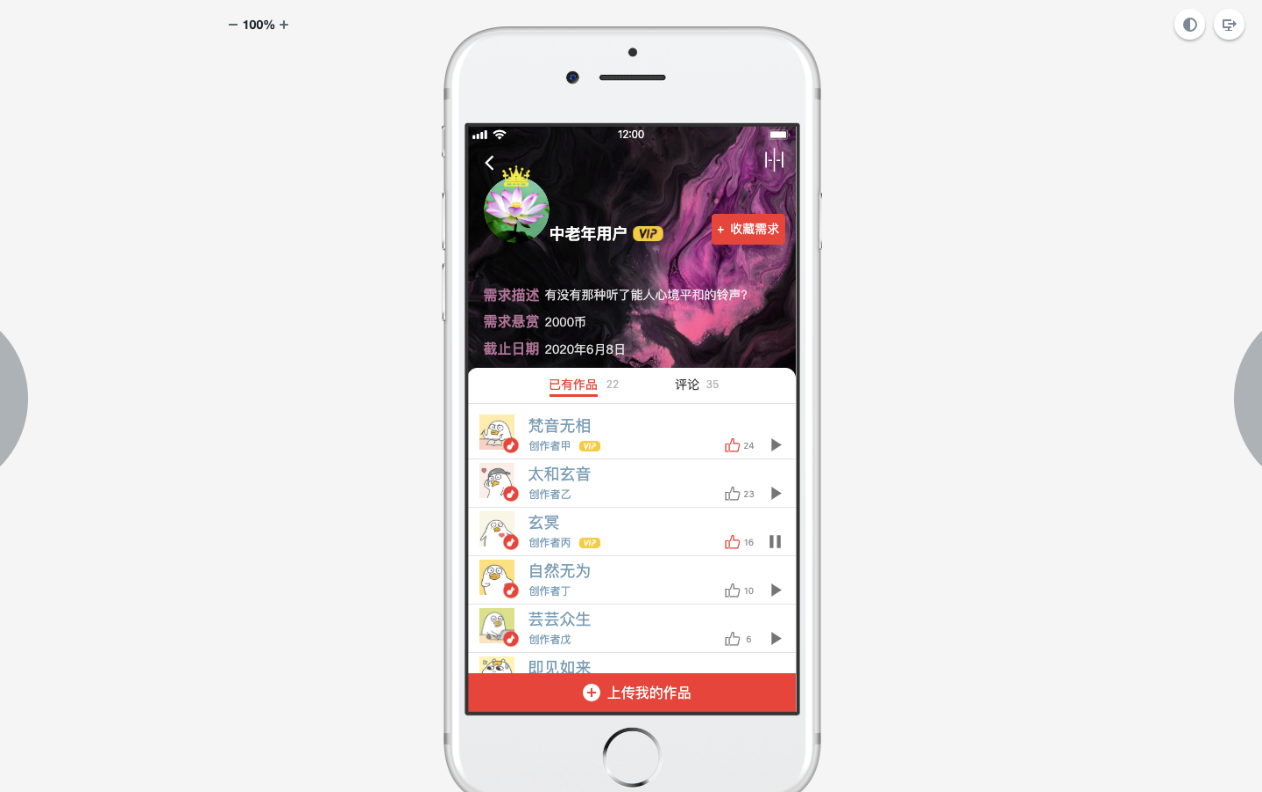 − 100% +
12:00
中老年用户 VIP
+ 收藏需求
需求描述 有没有那种听了能人心境平和的铃声?
需求悬赏 2000币
截止日期 2020年6月8日
已有作品 22 评论 35
梵音无相
创作者甲 VIP 24
太和玄音
创作者乙 23
玄冥
创作者丙 VIP 16
自然无为
创作者丁 10
芸芸众生
创作者戊 6
即见如来
上传我的作品